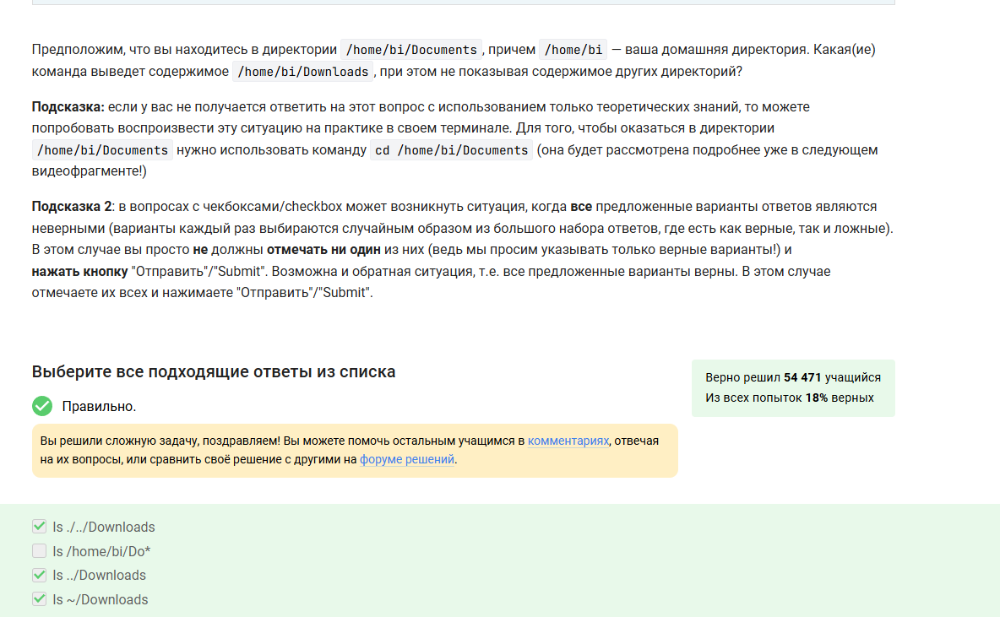 Предположим, что вы находитесь в директории /home/bi/Documents , причем /home/bi — ваша домашняя директория. Какая(ие)
команда выведет содержимое /home/bi/Downloads , при этом не показывая содержимое других директорий?
Подсказка: если у вас не получается ответить на этот вопрос с использованием только теоретических знаний, то можете
попробовать воспроизвести эту ситуацию на практике в своем терминале. Для того, чтобы оказаться в директории
/home/bi/Documents нужно использовать команду cd /home/bi/Documents (она будет рассмотрена подробнее уже в следующем
видеофрагменте!)
Подсказка 2: в вопросах с чекбоксами/checkbox может возникнуть ситуация, когда все предложенные варианты ответов являются
неверными (варианты каждый раз выбираются случайным образом из большого набора ответов, где есть как верные, так и ложные).
В этом случае вы просто не должны отмечать ни один из них (ведь мы просим указывать только верные варианты!) и
нажать кнопку "Отправить"/"Submit". Возможна и обратная ситуация, т.е. все предложенные варианты верны. В этом случае
отмечаете их всех и нажимаете "Отправить"/"Submit".
Выберите все подходящие ответы из списка
Правильно.
Вы решили сложную задачу, поздравляем! Вы можете помочь остальным учащимся в комментариях, отвечая
на их вопросы, или сравнить своё решение с другими на форуме решений.
Верно решил 54 471 учащийся
Из всех попыток 18% верных
ls ./../Downloads
ls /home/bi/Do*
ls ../Downloads
ls ~/Downloads